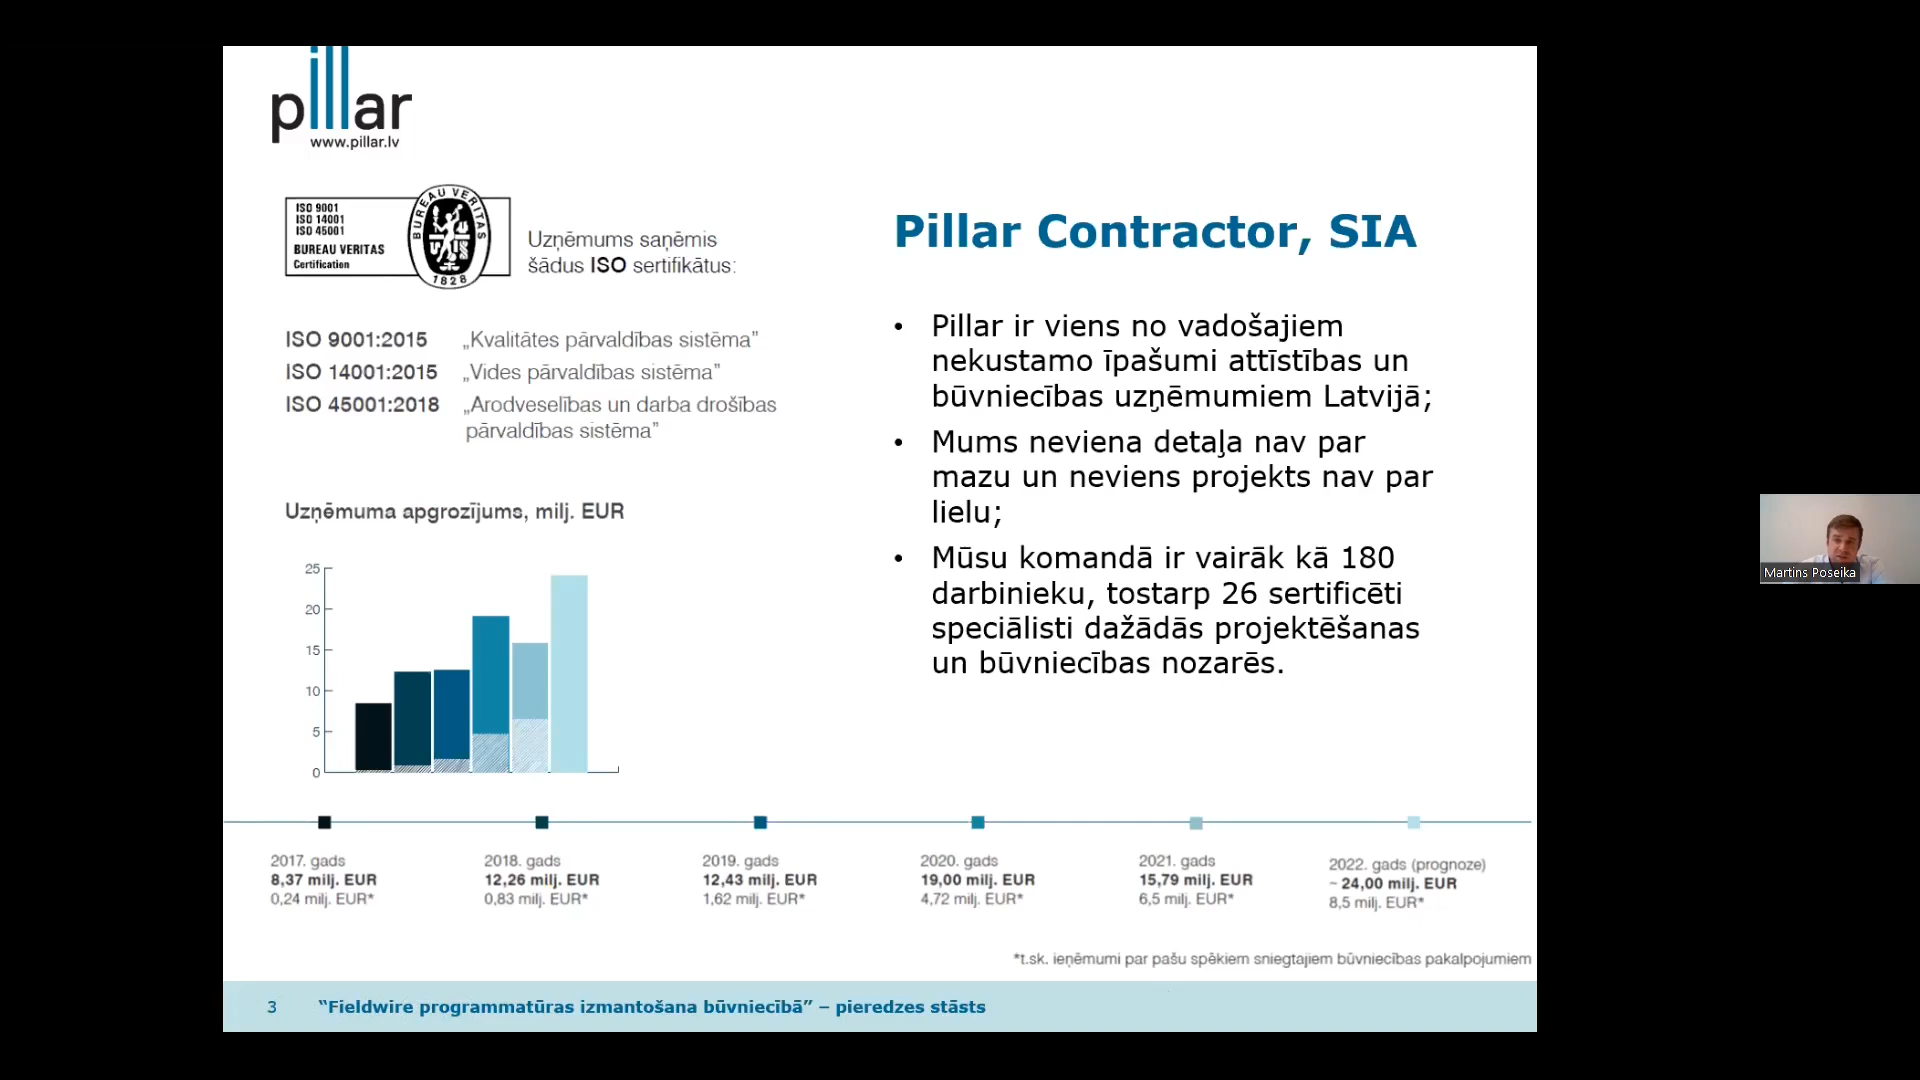 pillar
www.pillar.lv
ISO 9001
ISO 14001
ISO 45001
BUREAU VERITAS
Certification
BUREAU VERITAS
1828
Uzņēmums saņēmis
šādus ISO sertifikātus:
ISO 9001:2015 „Kvalitātes pārvaldības sistēma”
ISO 14001:2015 „Vides pārvaldības sistēma”
ISO 45001:2018 „Arodveselības un darba drošības
pārvaldības sistēma”
Uzņēmuma apgrozījums, milj. EUR
25
20
15
10
5
0
Pillar Contractor, SIA
• Pillar ir viens no vadošajiem
nekustamo īpašumi attīstības un
būvniecības uzņēmumiem Latvijā;
• Mums neviena detaļa nav par
mazu un neviens projekts nav par
lielu;
• Mūsu komandā ir vairāk kā 180
darbinieku, tostarp 26 sertificēti
speciālisti dažādās projektēšanas
un būvniecības nozarēs.
2017. gads
8,37 milj. EUR
0,24 milj. EUR*
2018. gads
12,26 milj. EUR
0,83 milj. EUR*
2019. gads
12,43 milj. EUR
1,62 milj. EUR*
2020. gads
19,00 milj. EUR
4,72 milj. EUR*
2021. gads
15,79 milj. EUR
6,5 milj. EUR*
2022. gads (prognoze)
~ 24,00 milj. EUR
8,5 milj. EUR*
*t.sk. ieņēmumi par pašu spēkiem sniegtajiem būvniecības pakalpojumiem
3 “Fieldwire programmatūras izmantošana būvniecībā” – pieredzes stāsts
Martins Poseika